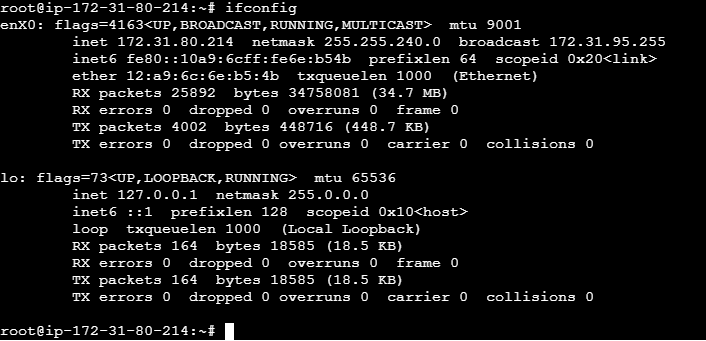 root@ip-172-31-80-214:~# ifconfig
enX0: flags=4163<UP,BROADCAST,RUNNING,MULTICAST>  mtu 9001
        inet 172.31.80.214  netmask 255.255.240.0  broadcast 172.31.95.255
        inet6 fe80::10a9:6cff:fe6e:b54b  prefixlen 64  scopeid 0x20<link>
        ether 12:a9:6c:6e:b5:4b  txqueuelen 1000  (Ethernet)
        RX packets 25892  bytes 34758081 (34.7 MB)
        RX errors 0  dropped 0  overruns 0  frame 0
        TX packets 4002  bytes 448716 (448.7 KB)
        TX errors 0  dropped 0 overruns 0  carrier 0  collisions 0

lo: flags=73<UP,LOOPBACK,RUNNING>  mtu 65536
        inet 127.0.0.1  netmask 255.0.0.0
        inet6 ::1  prefixlen 128  scopeid 0x10<host>
        loop  txqueuelen 1000  (Local Loopback)
        RX packets 164  bytes 18585 (18.5 KB)
        RX errors 0  dropped 0  overruns 0  frame 0
        TX packets 164  bytes 18585 (18.5 KB)
        TX errors 0  dropped 0 overruns 0  carrier 0  collisions 0

root@ip-172-31-80-214:~#